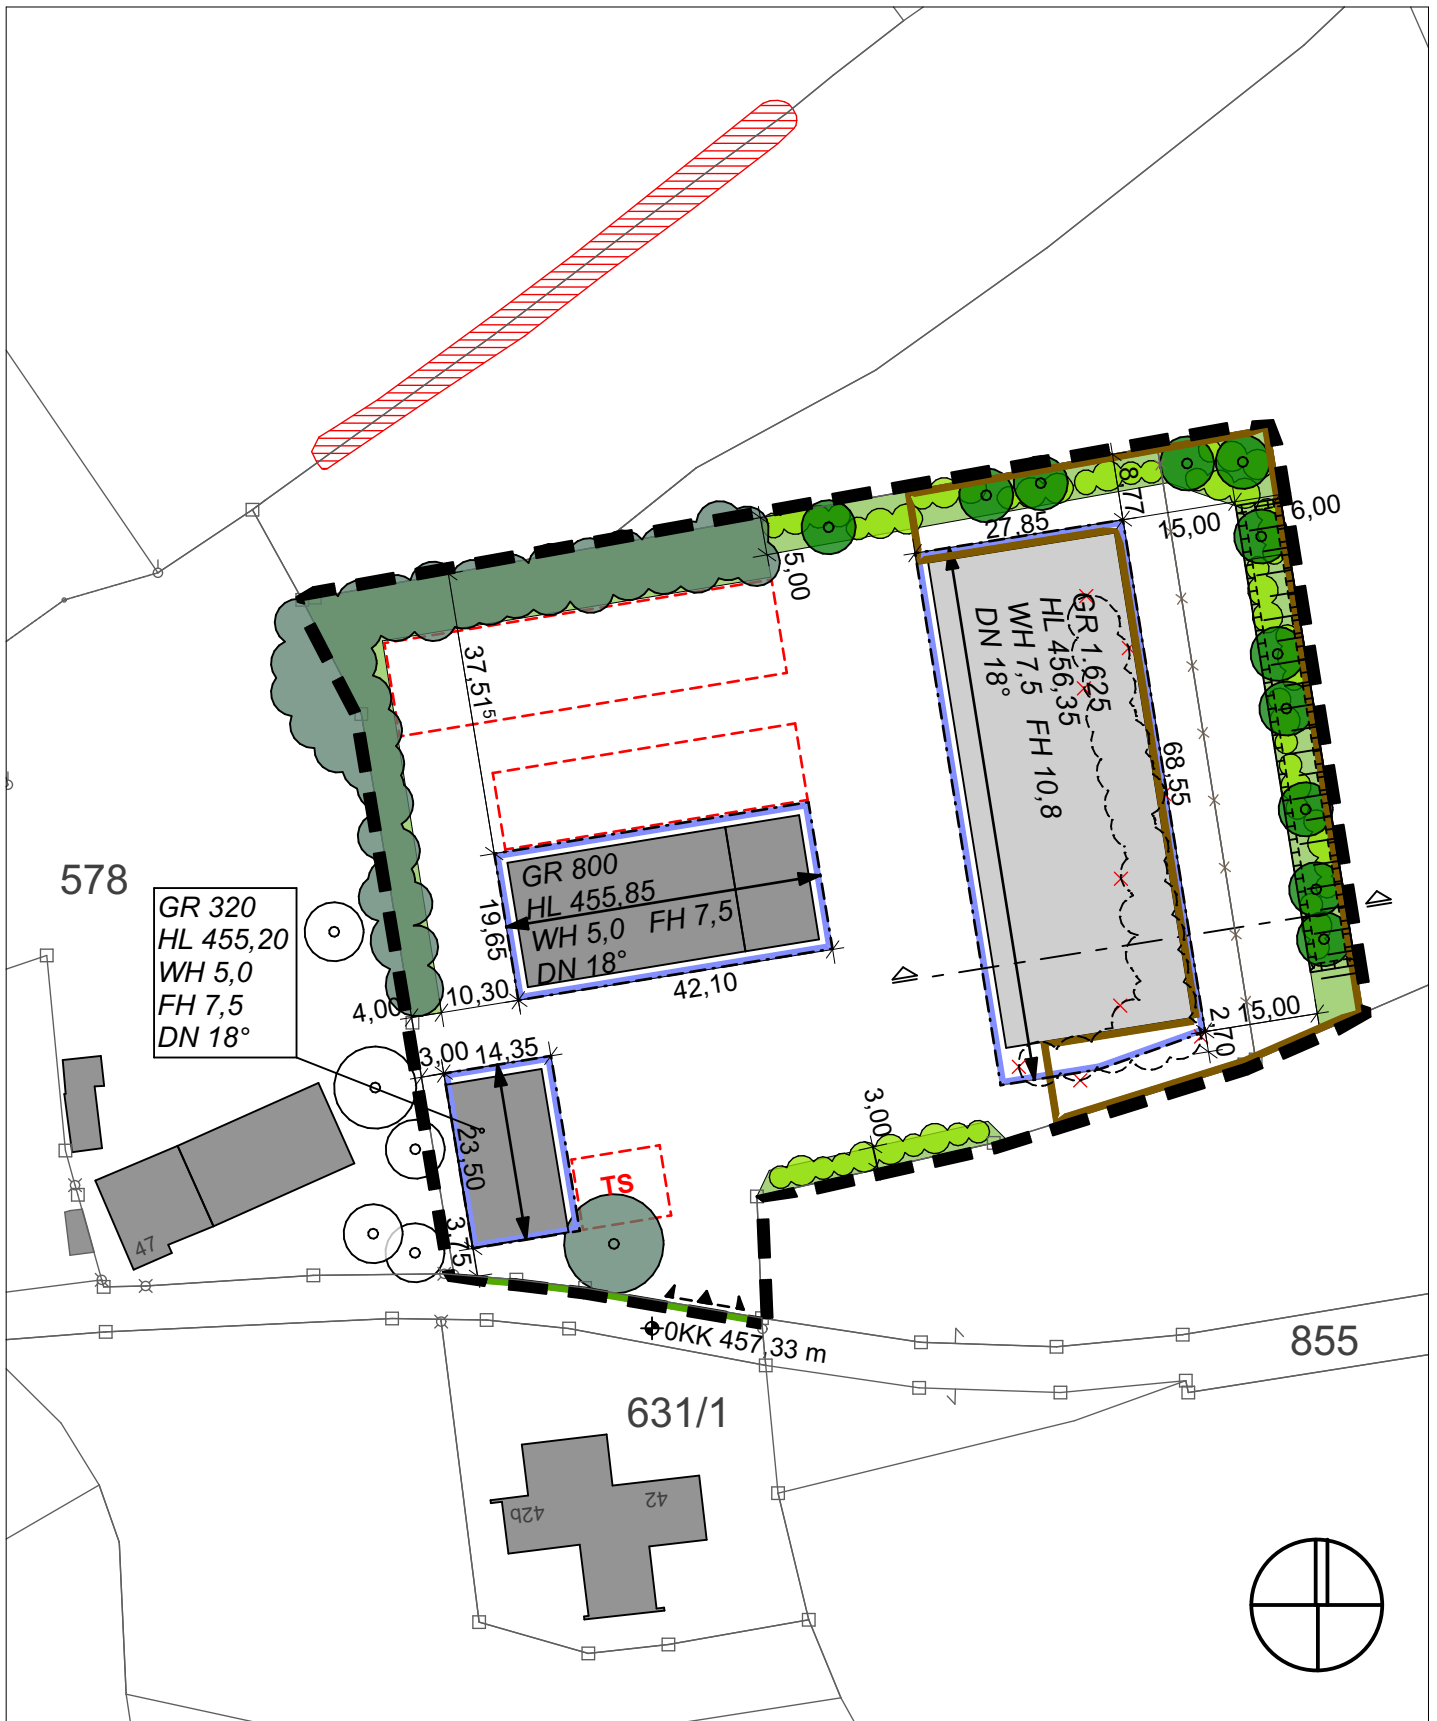 8,77
27,85
15,00
6,00
5,00
37,51⁵
GR 1.625
HL 456,35
WH 7,5 FH 10,8
DN 18°
68,55
578
GR 800
HL 455,85
WH 5,0 FH 7,5
DN 18°
19,65
42,10
GR 320
HL 455,20
WH 5,0
FH 7,5
DN 18°
4,00
10,30
3,00
14,35
15,00
2,70
3,00
23,50
TS
3,75
47
0KK 457,33 m
855
631/1
42b
42